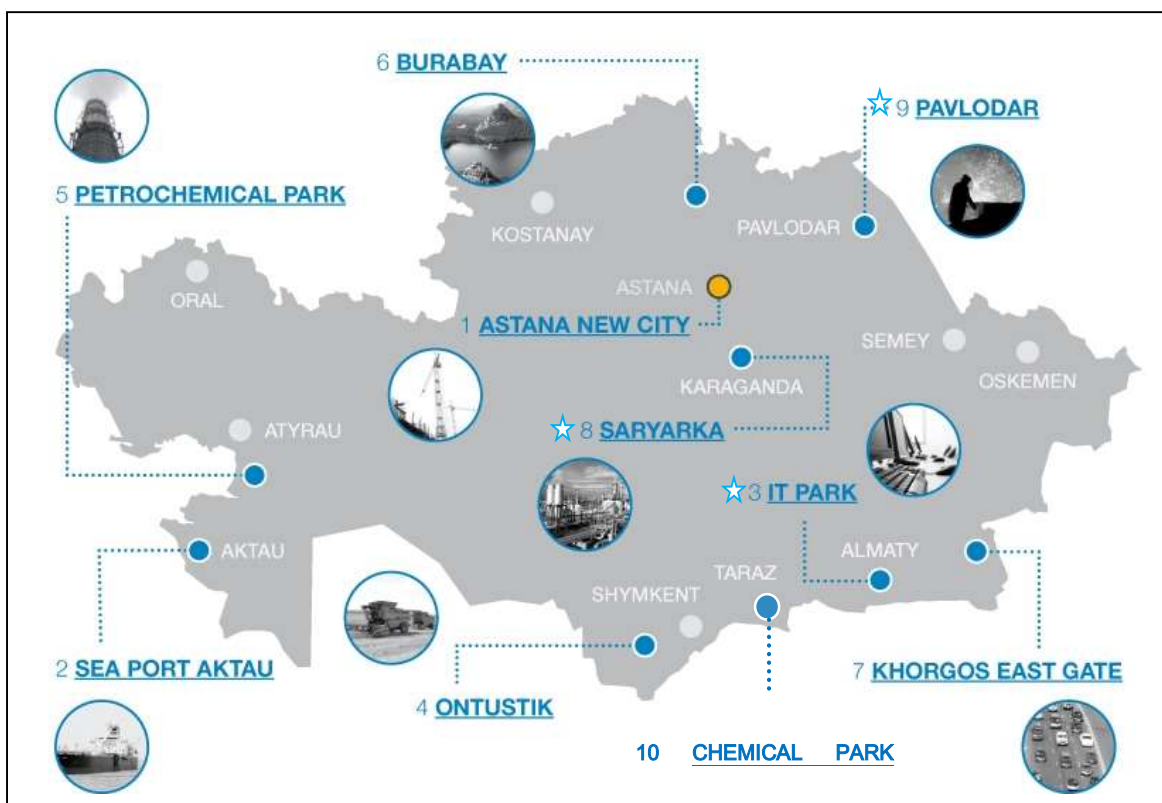 6 BURABAY
9 PAVLODAR
5 PETROCHEMICAL PARK
KOSTANAY
PAVLODAR
ORAL
ASTANA
1 ASTANA NEW CITY
SEMEY
OSKEMEN
KARAGANDA
ATYRAU
8 SARYARKA
3 IT PARK
AKTAU
ALMATY
TARAZ
SHYMKENT
2 SEA PORT AKTAU
7 KHORGOS EAST GATE
4 ONTUSTIK
10 CHEMICAL PARK